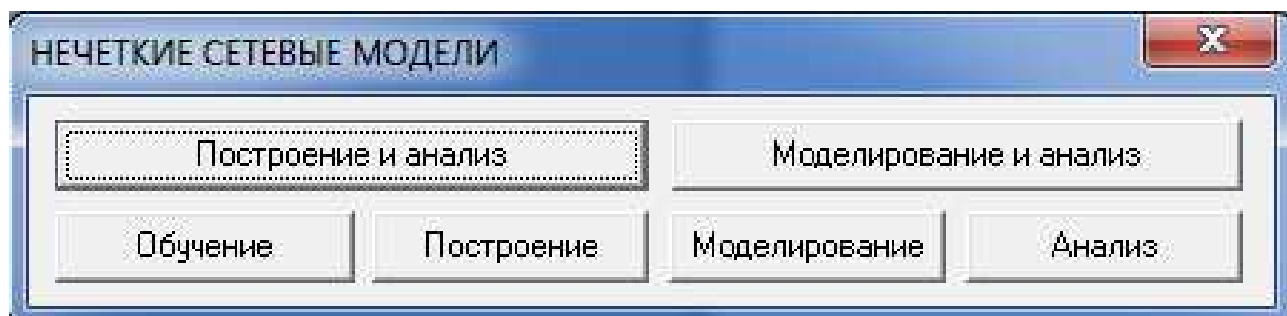 НЕЧЕТКИЕ СЕТЕВЫЕ МОДЕЛИ
Построение и анализ Моделирование и анализ
Обучение Построение Моделирование Анализ